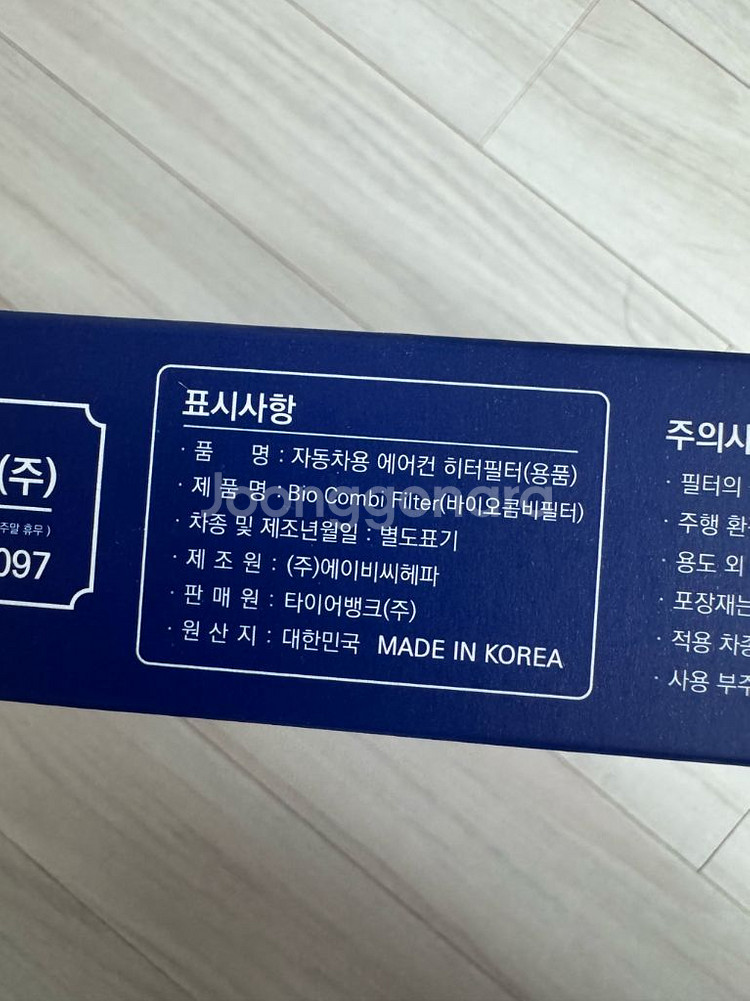 (주)
주말 휴무 )
097
표시사항
· 품 명 : 자동차용 에어컨 히터필터(용품)
· 제 품 명 : Bio Combi Filter(바이오콤비필터)
· 차종 및 제조년월일 : 별도표기
· 제 조 원 : (주)에이비씨헤파
· 판 매 원 : 타이어뱅크(주)
· 원 산 지 : 대한민국 MADE IN KOREA
Joonggonara
주의사
· 필터의
· 주행 환
· 용도 외
· 포장재는
· 적용 차종
· 사용 부주